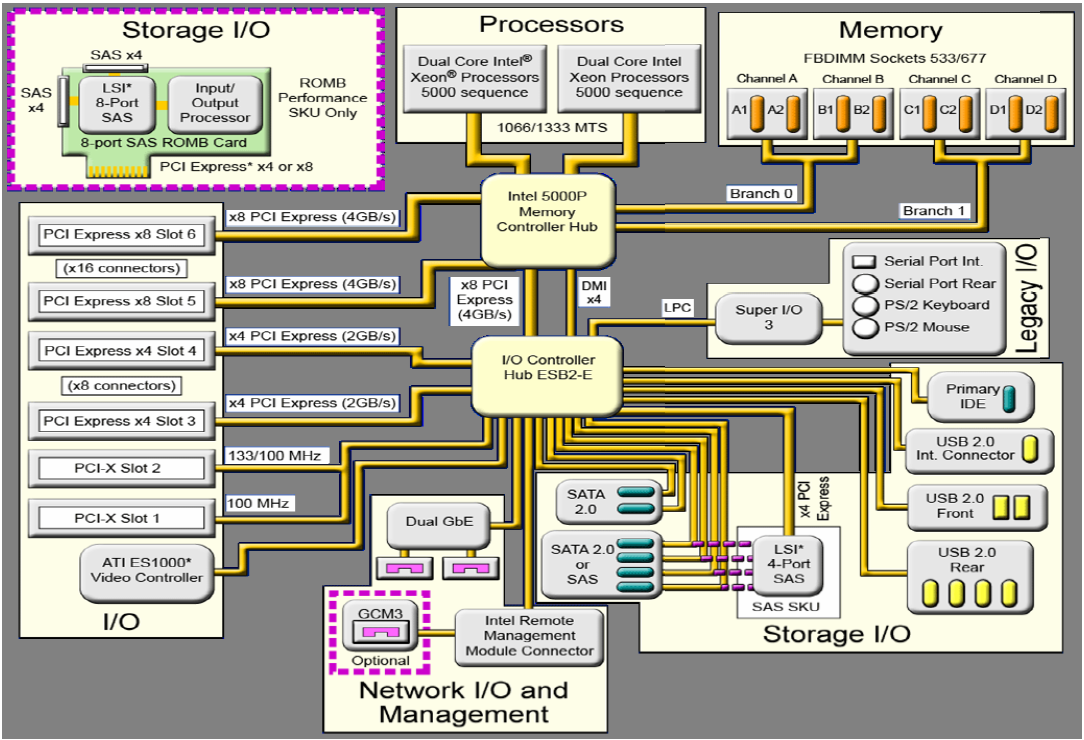 Storage I/O
SAS x4
SAS
x4
LSI*
8-Port
SAS
Input/
Output
Processor
ROMB
Performance
SKU Only
8-port SAS ROMB Card
PCI Express* x4 or x8
Processors
Dual Core Intel®
Xeon® Processors
5000 sequence
Dual Core Intel
Xeon Processors
5000 sequence
1066/1333 MTS
Memory
FBDIMM Sockets 533/677
Channel A
Channel B
Channel C
Channel D
A1
A2
B1
B2
C1
C2
D1
D2
Branch 0
Branch 1
Intel 5000P
Memory
Controller Hub
x8 PCI Express (4GB/s)
PCI Express x8 Slot 6
(x16 connectors)
x8 PCI Express (4GB/s)
PCI Express x8 Slot 5
x4 PCI Express (2GB/s)
PCI Express x4 Slot 4
(x8 connectors)
x4 PCI Express (2GB/s)
PCI Express x4 Slot 3
133/100 MHz
PCI-X Slot 2
100 MHz
PCI-X Slot 1
ATI ES1000*
Video Controller
I/O
x8 PCI
Express
(4GB/s)
DMI
x4
LPC
Super I/O
3
Serial Port Int.
Serial Port Rear
PS/2 Keyboard
PS/2 Mouse
Legacy I/O
I/O Controller
Hub ESB2-E
Primary
IDE
USB 2.0
Int. Connector
USB 2.0
Front
USB 2.0
Rear
x4 PCI
Express
SATA
2.0
SATA 2.0
or
SAS
LSI*
4-Port
SAS
SAS SKU
Storage I/O
Dual GbE
GCM3
Optional
Intel Remote
Management
Module Connector
Network I/O and
Management